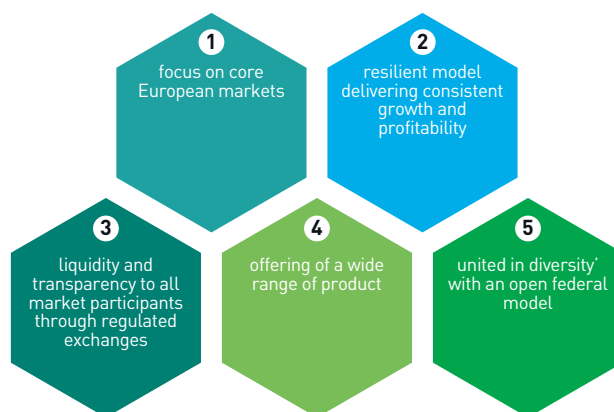 1
focus on core
European markets
2
resilient model
delivering consistent
growth and
profitability
3
liquidity and
transparency to all
market participants
through regulated
exchanges
4
offering of a wide
range of product
5
united in diversity’
with an open federal
model